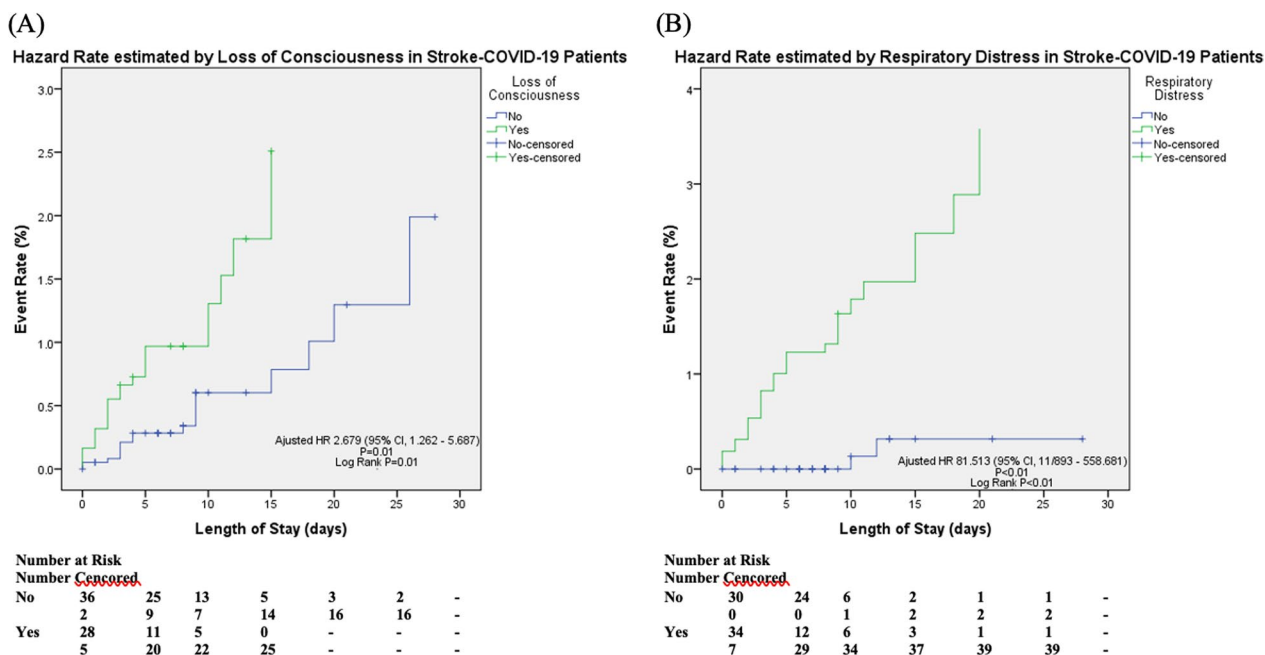 (A)
Hazard Rate estimated by Loss of Consciousness in Stroke-COVID-19 Patients
Loss of
Consciousness
No
Yes
No-censored
Yes-censored
3.0
2.5
2.0
1.5
1.0
0.5
0.0
Event Rate (%)
Ajusted HR 2.679 (95% CI, 1.262 - 5.687)
P=0.01
Log Rank P=0.01
0 5 10 15 20 25 30
Length of Stay (days)
Number at Risk
Number Cencored
No 36 25 13 5 3 2 -
2 9 7 14 16 16 -
Yes 28 11 5 0 - - -
5 20 22 25 - - -
(B)
Hazard Rate estimated by Respiratory Distress in Stroke-COVID-19 Patients
Respiratory
Distress
No
Yes
No-censored
Yes-censored
4
3
2
1
0
Event Rate (%)
Ajusted HR 81.513 (95% CI, 11/893 - 558.681)
P<0.01
Log Rank P<0.01
0 5 10 15 20 25 30
Length of Stay (days)
Number at Risk
Number Cencored
No 30 24 6 2 1 1 -
0 0 1 2 2 2 -
Yes 34 12 6 3 1 1 -
7 29 34 37 39 39 -